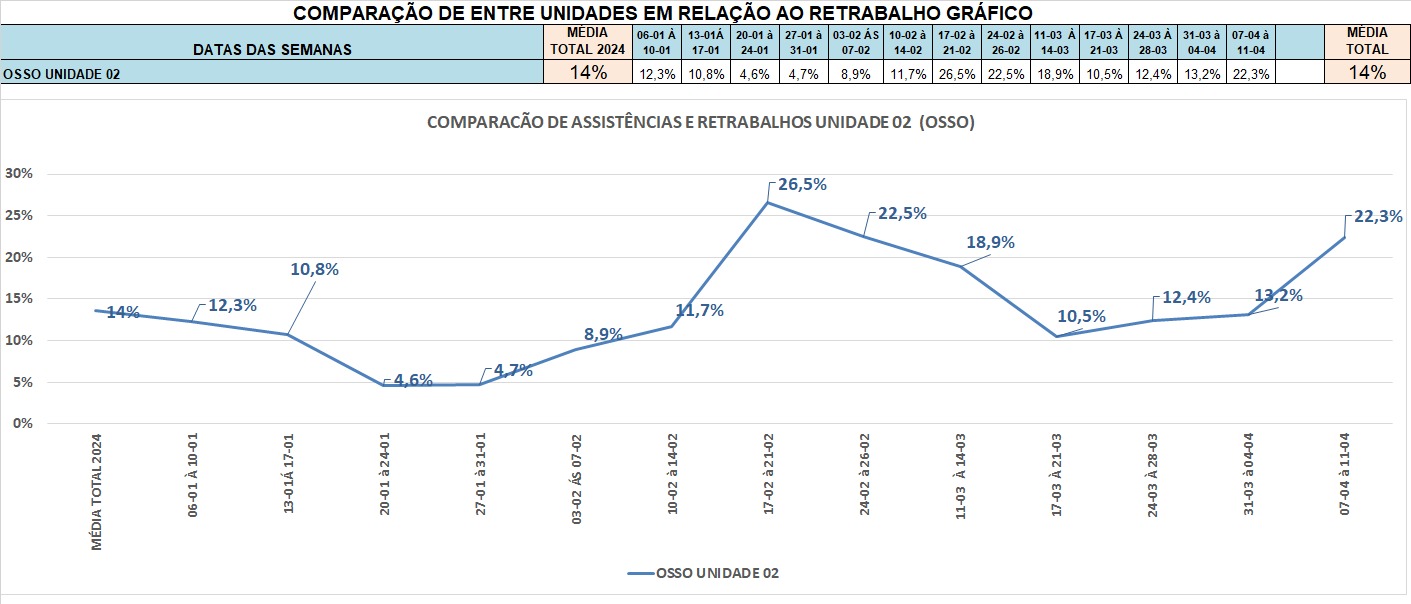 COMPARAÇÃO DE ENTRE UNIDADES EM RELAÇÃO AO RETRABALHO GRÁFICO
DATAS DAS SEMANAS
MÉDIA TOTAL 2024
06-01 À 10-01
13-01Á 17-01
20-01 à 24-01
27-01 à 31-01
03-02 ÁS 07-02
10-02 à 14-02
17-02 à 21-02
24-02 à 26-02
11-03 À 14-03
17-03 à 21-03
24-03 à 28-03
31-03 à 04-04
07-04 à 11-04
MÉDIA TOTAL
OSSO UNIDADE 02 14% 12,3% 10,8% 4,6% 4,7% 8,9% 11,7% 26,5% 22,5% 18,9% 10,5% 12,4% 13,2% 22,3% 14%
COMPARACÃO DE ASSISTÊNCIAS E RETRABALHOS UNIDADE 02 (OSSO)
30%
25%
20%
15%
10%
5%
0%
14%
12,3%
10,8%
4,6%
4,7%
8,9%
11,7%
26,5%
22,5%
18,9%
10,5%
12,4%
13,2%
22,3%
MÉDIA TOTAL 2024
06-01 À 10-01
13-01Á 17-01
20-01 à 24-01
27-01 à 31-01
03-02 ÁS 07-02
10-02 à 14-02
17-02 à 21-02
24-02 à 26-02
11-03 À 14-03
17-03 à 21-03
24-03 à 28-03
31-03 à 04-04
07-04 à 11-04
OSSO UNIDADE 02